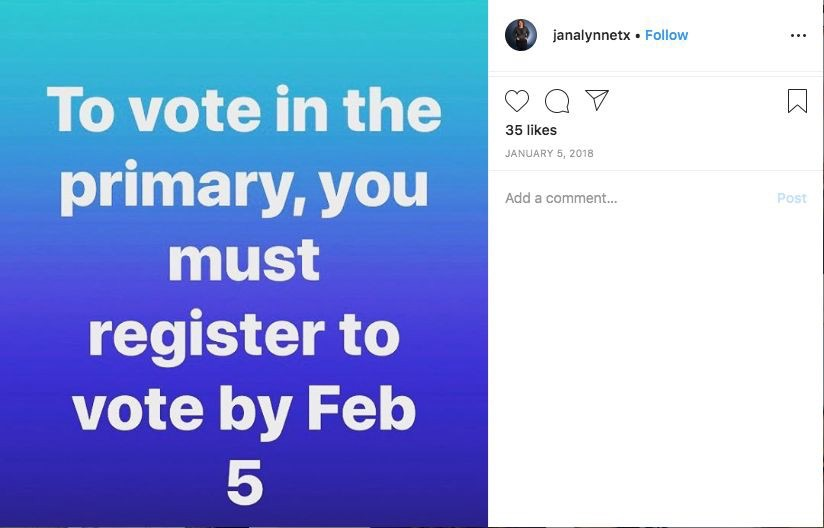 To vote in the
primary, you
must
register to
vote by Feb
5
janalynnetx • Follow
35 likes
JANUARY 5, 2018
Add a comment...
Post